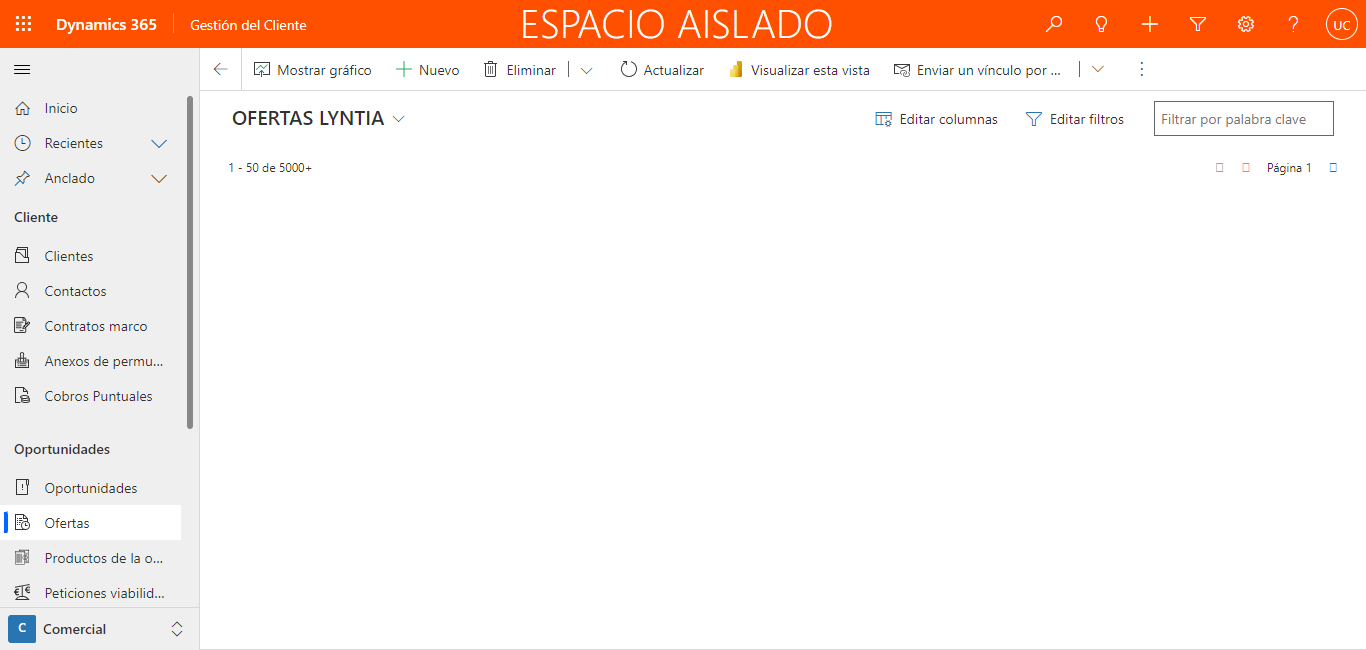 Dynamics 365
Gestión del Cliente
ESPACIO AISLADO
UC
Mostrar gráfico
Nuevo
Eliminar
Actualizar
Visualizar esta vista
Enviar un vínculo por ...
Inicio
Recientes
Anclado
Cliente
Clientes
Contactos
Contratos marco
Anexos de permu...
Cobros Puntuales
Oportunidades
Oportunidades
Ofertas
Productos de la o...
Peticiones viabilid...
C
Comercial
OFERTAS LYNTIA
Editar columnas
Editar filtros
Filtrar por palabra clave
1 - 50 de 5000+
Página 1